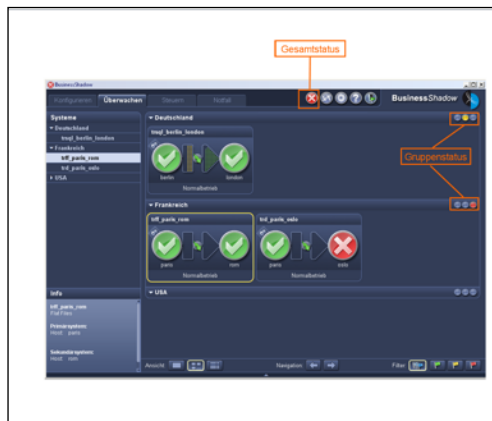 Gesamtstatus
BusinessShadow
Konfigurieren Überwachen Steuern Notfall BusinessShadow
Systeme
Deutschland
tmql_berlin_london
Frankreich
trff_paris_rom
trd_paris_oslo
USA
Deutschland
tmql_berlin_london
berlin london
Normalbetrieb
Gruppenstatus
Frankreich
trff_paris_rom trd_paris_oslo
paris rom paris oslo
Normalbetrieb Normalbetrieb
USA
Info
trff_paris_rom
Flat Files
Primärsystem:
Host paris
Sekundärsystem:
Host rom
Ansicht Navigation Filter